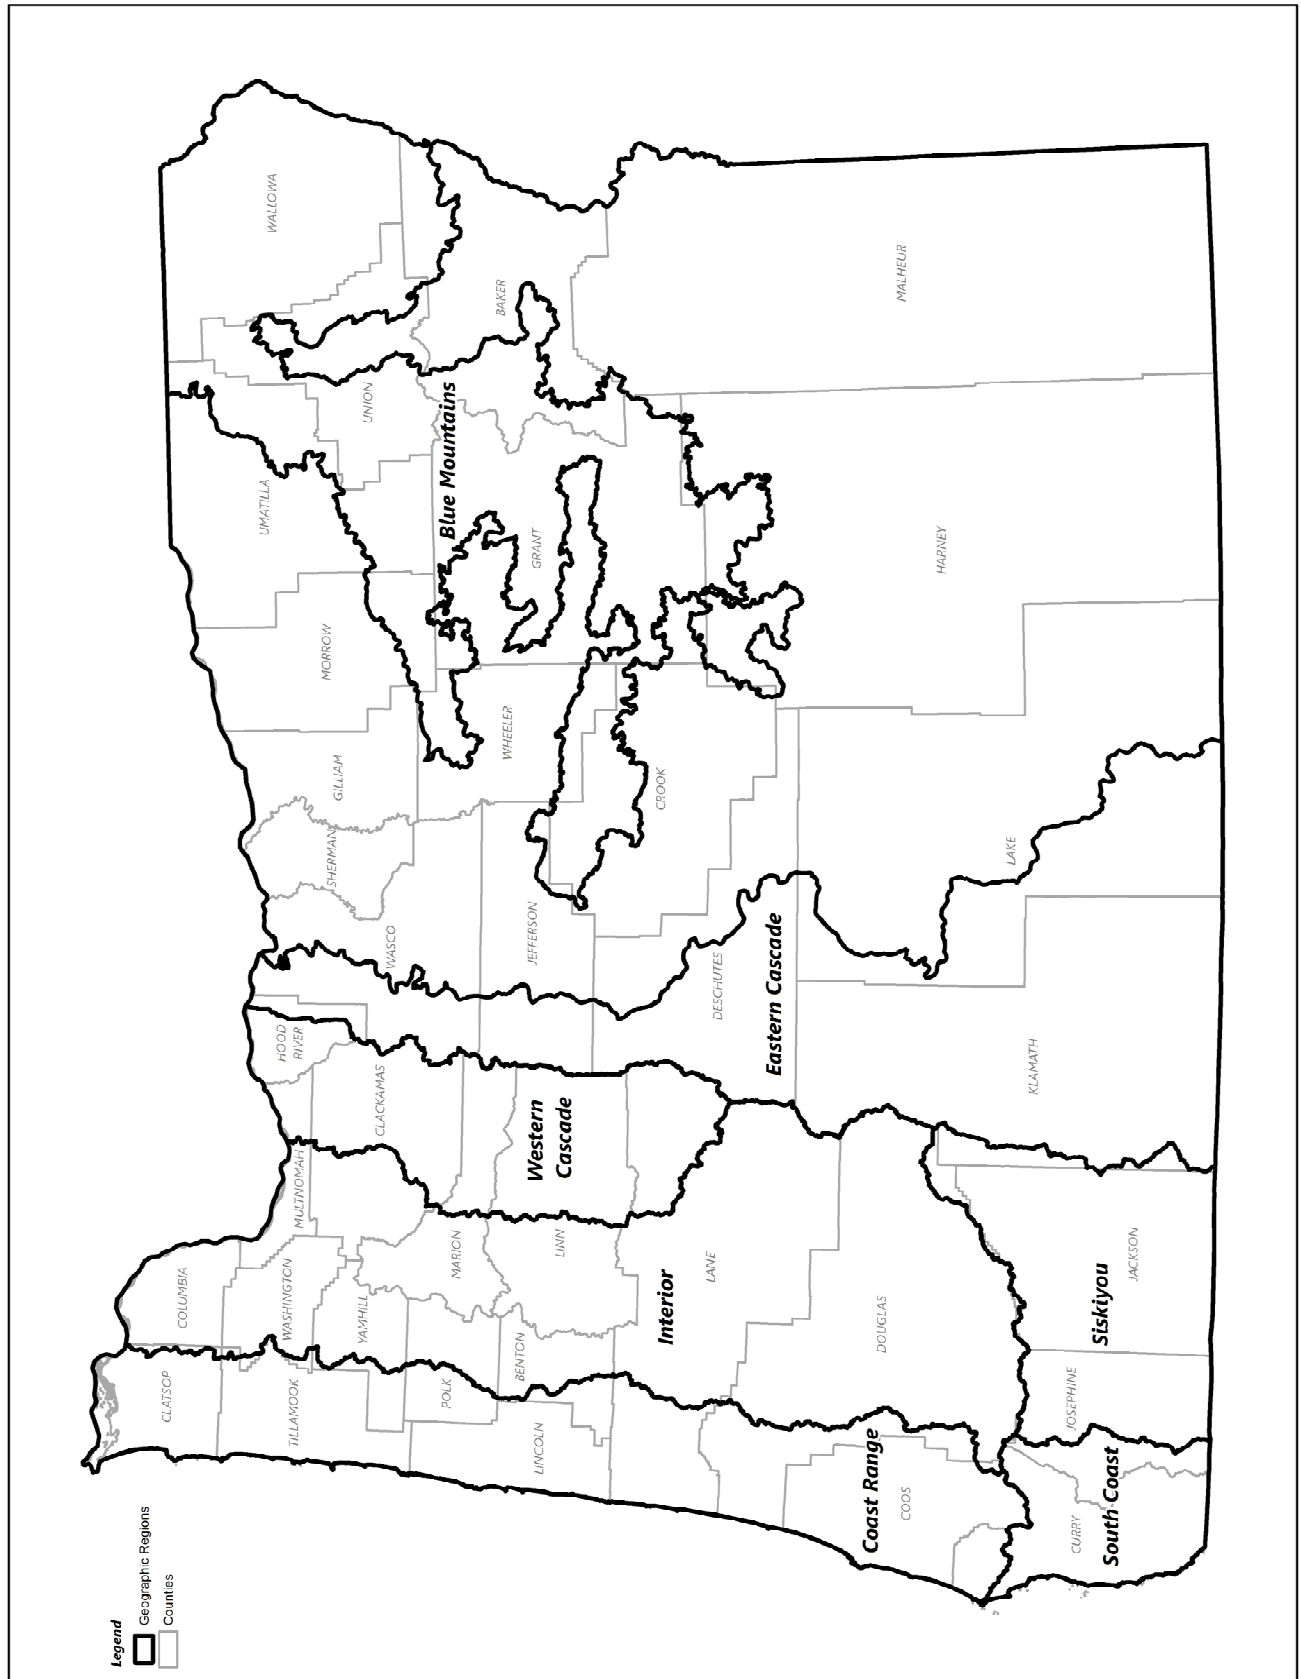 Legend
Geographic Regions
Counties
CLATSOP
COLUMBIA
TILLAMOOK
WASHINGTON
MULTNOMAH
HOOD
RIVER
YAMHILL
CLACKAMAS
POLK
MARION
LINCOLN
BENTON
LINN
Western
Cascade
WASCO
SHERMAN
GILLIAM
MORROW
UMATILLA
UNION
WALLOWA
Blue Mountains
BAKER
GRANT
WHEELER
JEFFERSON
CROOK
DESCHUTES
Eastern Cascade
Interior
LANE
Coast Range
COOS
DOUGLAS
MALHEUR
HARNEY
LAKE
KLAMATH
CURRY
South Coast
JOSEPHINE
Siskiyou
JACKSON